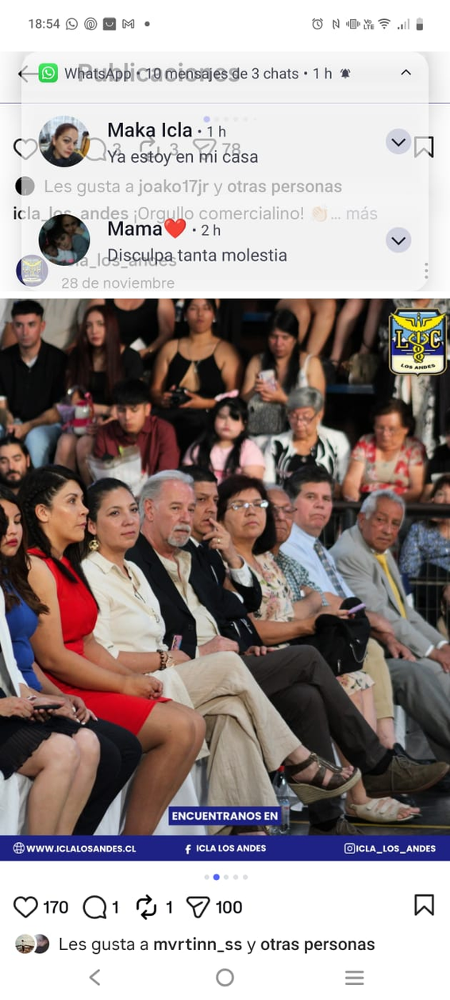 18:54
Vo LTE
Publicaciones
WhatsApp • 10 mensajes de 3 chats • 1 h
Maka Icla • 1 h
3 3 78
Ya estoy en mi casa
Les gusta a joako17jr y otras personas
icla_los_andes ¡Orgullo comercialino! 👏🏻... más
Mama❤️ • 2 h
Disculpa tanta molestia
icla_los_andes
28 de noviembre
L C
LOS ANDES
ENCUENTRANOS EN
WWW.ICLALOSANDES.CL ICLA LOS ANDES ICLA_LOS_ANDES
170 1 1 100
Les gusta a mvrtinn_ss y otras personas